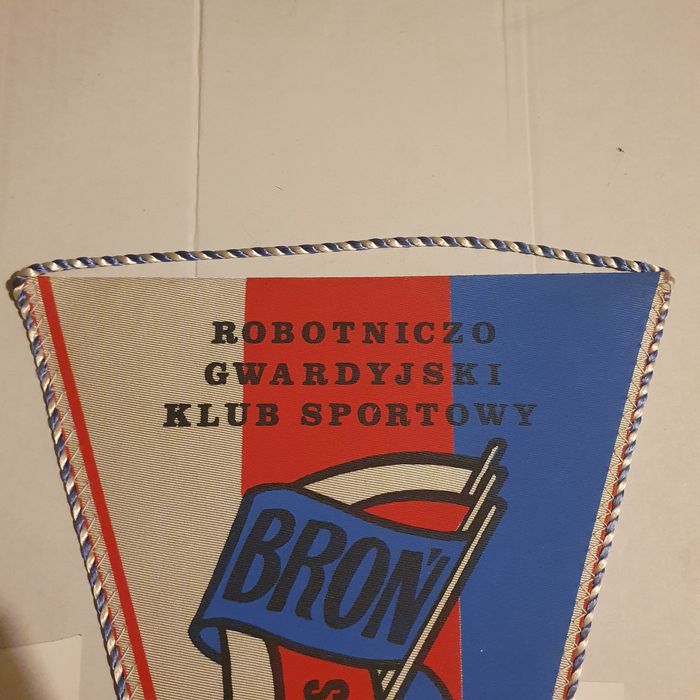 ROBOTNICZO
GWARDYJSKI
KLUB SPORTOWY
BROŃ
S